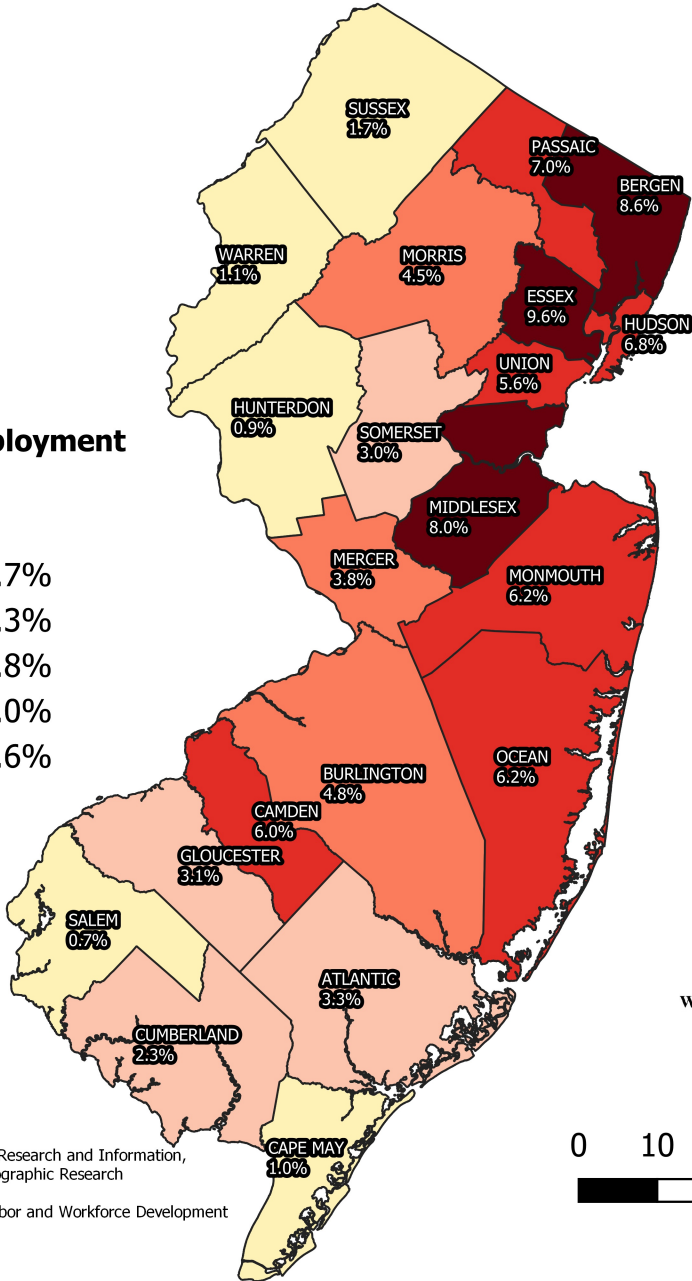 SUSSEX
1.7%
PASSAIC
7.0%
BERGEN
8.6%
WARREN
1.1%
MORRIS
4.5%
ESSEX
9.6%
HUDSON
6.8%
UNION
5.6%
HUNTERDON
0.9%
SOMERSET
3.0%
ployment
MIDDLESEX
8.0%
MERCER
3.8%
MONMOUTH
6.2%
.7%
.3%
.8%
.0%
.6%
OCEAN
6.2%
BURLINGTON
4.8%
CAMDEN
6.0%
GLOUCESTER
3.1%
SALEM
0.7%
ATLANTIC
3.3%
W
CUMBERLAND
2.3%
CAPE MAY
1.0%
Research and Information,
ographic Research
bor and Workforce Development
0 10